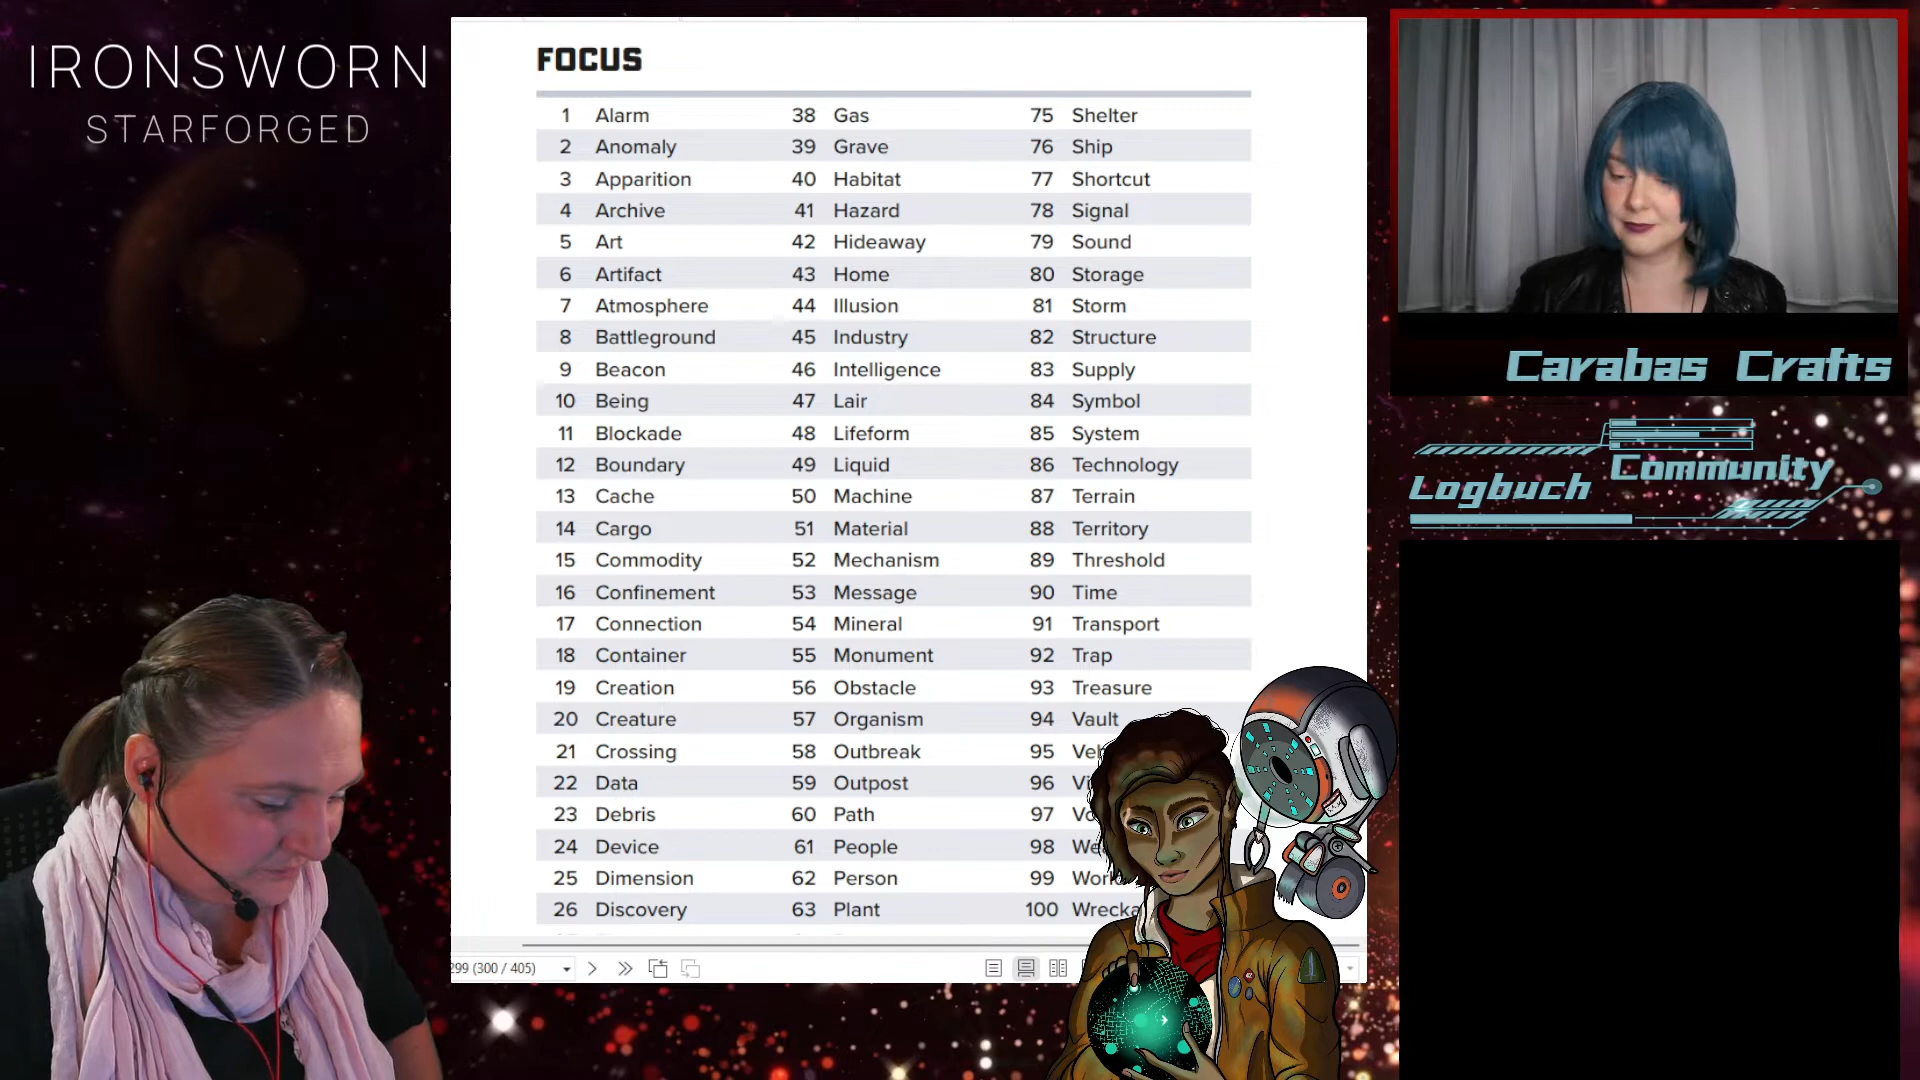 IRONSWORN
STARFORGED
FOCUS
1 Alarm 38 Gas 75 Shelter
2 Anomaly 39 Grave 76 Ship
3 Apparition 40 Habitat 77 Shortcut
4 Archive 41 Hazard 78 Signal
5 Art 42 Hideaway 79 Sound
6 Artifact 43 Home 80 Storage
7 Atmosphere 44 Illusion 81 Storm
8 Battleground 45 Industry 82 Structure
9 Beacon 46 Intelligence 83 Supply
10 Being 47 Lair 84 Symbol
11 Blockade 48 Lifeform 85 System
12 Boundary 49 Liquid 86 Technology
13 Cache 50 Machine 87 Terrain
14 Cargo 51 Material 88 Territory
15 Commodity 52 Mechanism 89 Threshold
16 Confinement 53 Message 90 Time
17 Connection 54 Mineral 91 Transport
18 Container 55 Monument 92 Trap
19 Creation 56 Obstacle 93 Treasure
20 Creature 57 Organism 94 Vault
21 Crossing 58 Outbreak 95
22 Data 59 Outpost 96
23 Debris 60 Path 97
24 Device 61 People 98
25 Dimension 62 Person 99
26 Discovery 63 Plant 100
299 (300 / 405)
Carabas Crafts
Logbuch Community